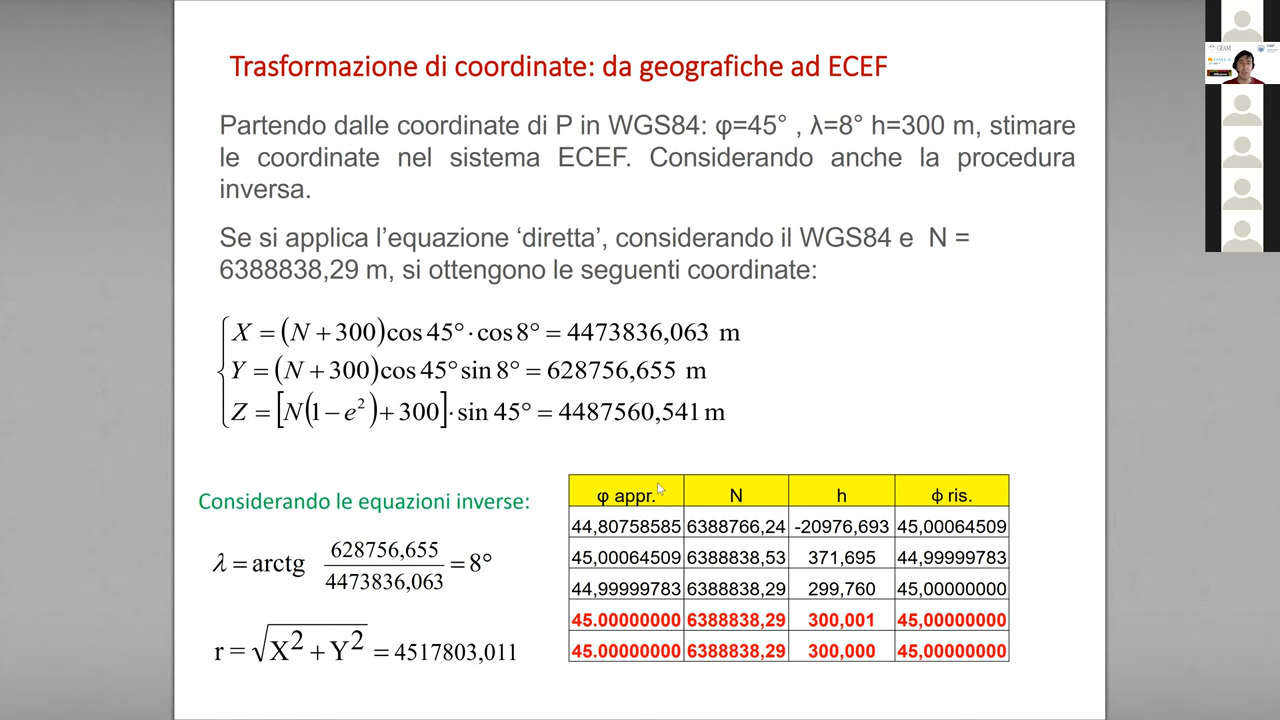 Trasformazione di coordinate: da geografiche ad ECEF
Partendo dalle coordinate di P in WGS84: φ=45° , λ=8° h=300 m, stimare
le coordinate nel sistema ECEF. Considerando anche la procedura
inversa.
Se si applica l'equazione 'diretta', considerando il WGS84 e N =
6388838,29 m, si ottengono le seguenti coordinate:
X = (N + 300) cos 45° · cos 8° = 4473836,063 m
Y = (N + 300) cos 45° sin 8° = 628756,655 m
Z = [N(1 − e²) + 300] · sin 45° = 4487560,541 m
Considerando le equazioni inverse:
λ = arctg 628756,655 / 4473836,063 = 8°
r = √X² + Y² = 4517803,011
φ appr. N h ϕ ris.
44,80758585 6388766,24 -20976,693 45,00064509
45,00064509 6388838,53 371,695 44,99999783
44,99999783 6388838,29 299,760 45,00000000
45.00000000 6388838,29 300,001 45,00000000
45.00000000 6388838,29 300,000 45,00000000
GEAM